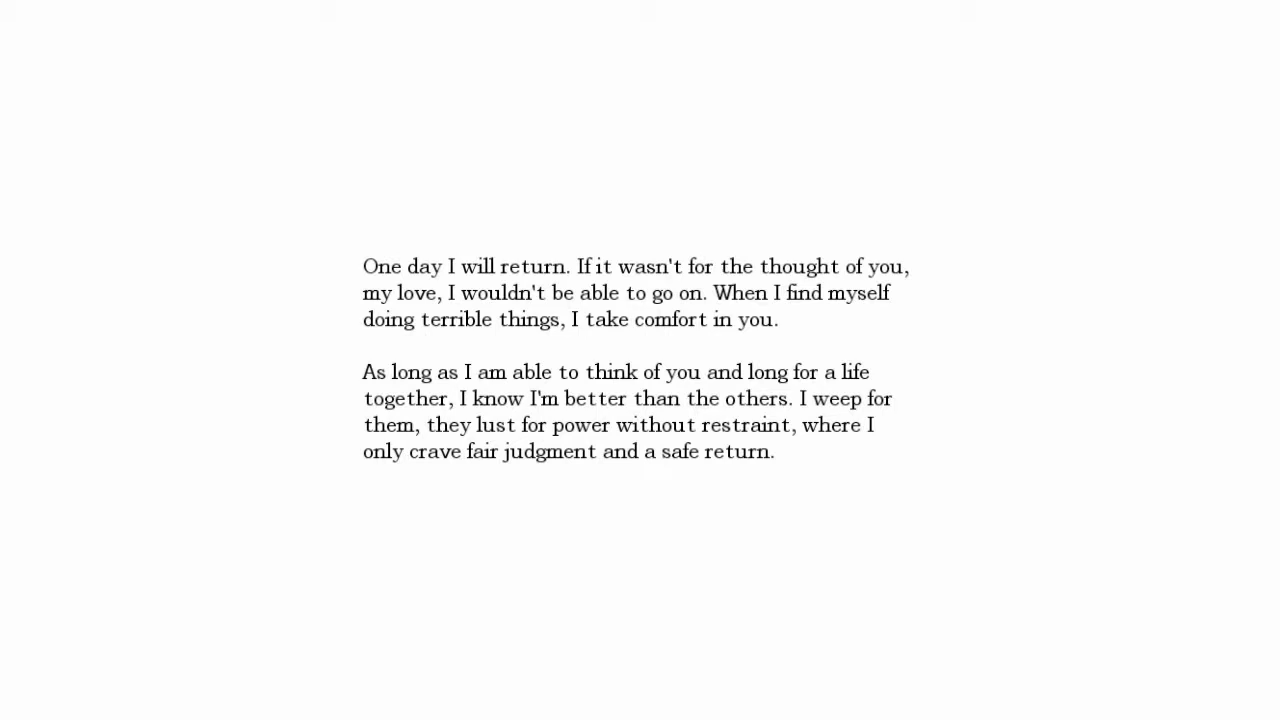 One day I will return. If it wasn't for the thought of you,
my love, I wouldn't be able to go on. When I find myself
doing terrible things, I take comfort in you.
As long as I am able to think of you and long for a life
together, I know I'm better than the others. I weep for
them, they lust for power without restraint, where I
only crave fair judgment and a safe return.